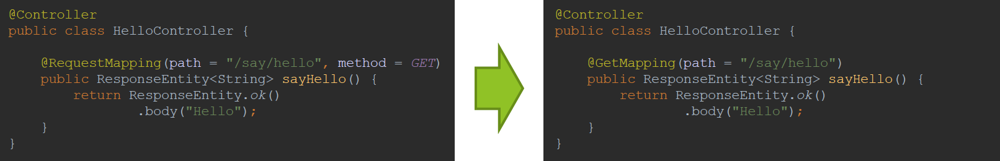 @Controller
public class HelloController {
@RequestMapping(path = "/say/hello", method = GET)
public ResponseEntity<String> sayHello() {
return ResponseEntity.ok()
.body("Hello");
}
}
@Controller
public class HelloController {
@GetMapping(path = "/say/hello")
public ResponseEntity<String> sayHello() {
return ResponseEntity.ok()
.body("Hello");
}
}